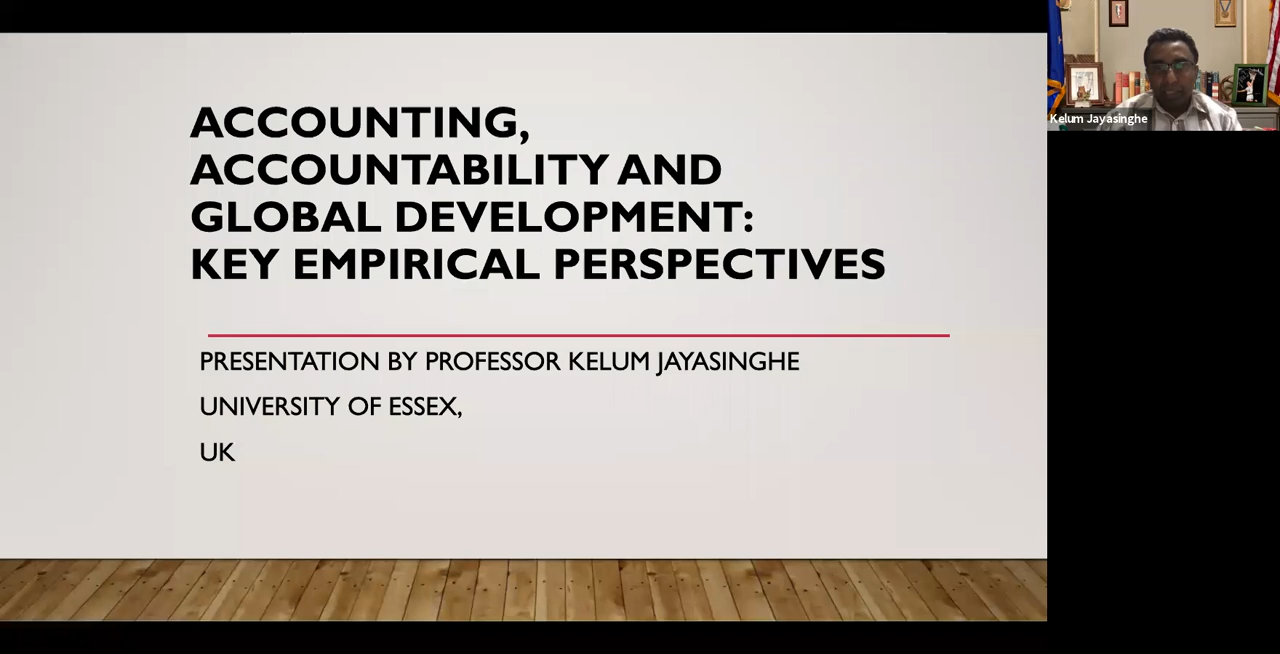 ACCOUNTING,
ACCOUNTABILITY AND
GLOBAL DEVELOPMENT:
KEY EMPIRICAL PERSPECTIVES
PRESENTATION BY PROFESSOR KELUM JAYASINGHE
UNIVERSITY OF ESSEX,
UK
Kelum Jayasinghe